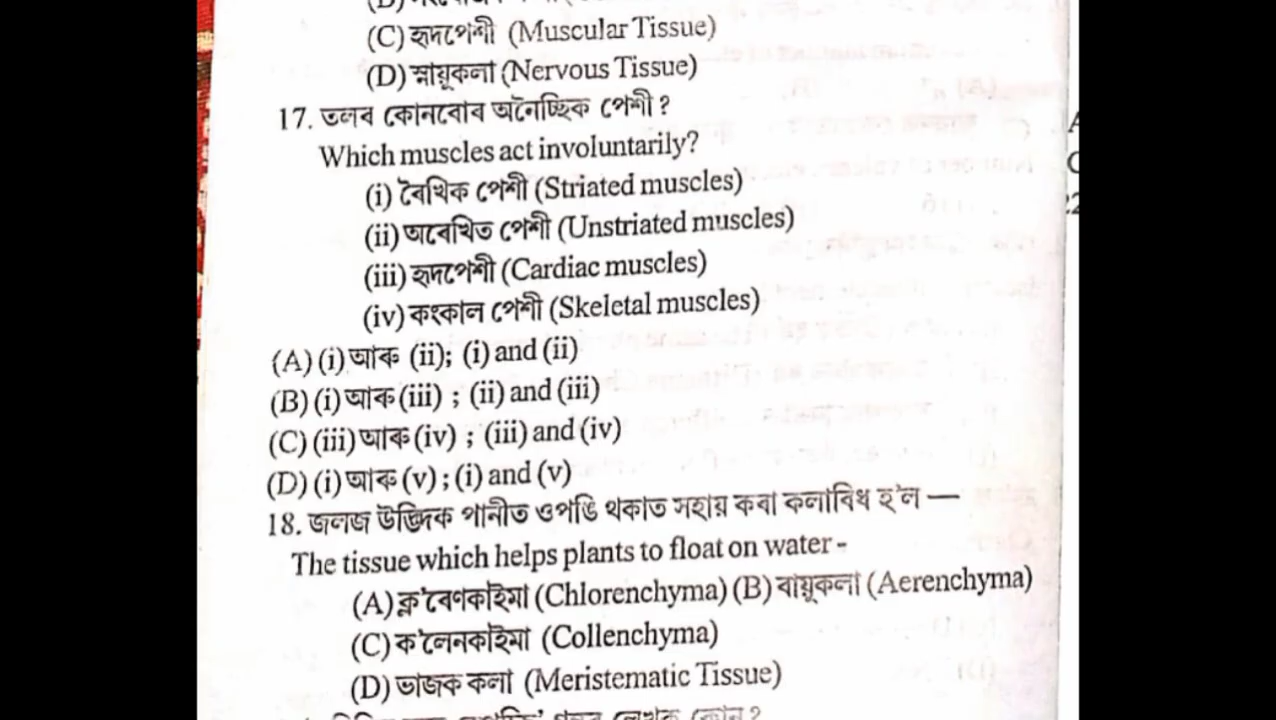 (C) হৃদপেশী (Muscular Tissue)
(D) স্নায়ুকলা (Nervous Tissue)
17. তলৰ কোনবোৰ অনৈচ্ছিক পেশী ?
Which muscles act involuntarily?
(i) ৰৈখিক পেশী (Striated muscles)
(ii) অৰেখিত পেশী (Unstriated muscles)
(iii) হৃদপেশী (Cardiac muscles)
(iv) কংকাল পেশী (Skeletal muscles)
(A) (i) আৰু (ii); (i) and (ii)
(B) (i) আৰু (iii) ; (ii) and (iii)
(C) (iii) আৰু (iv) ; (iii) and (iv)
(D) (i) আৰু (v) ; (i) and (v)
18. জলজ উদ্ভিদক পানীত ওপঙি থকাত সহায় কৰা কলাবিধ হ'ল —
The tissue which helps plants to float on water -
(A) ক্ল'ৰেণকাইমা (Chlorenchyma) (B) বায়ুকলা (Aerenchyma)
(C) ক'লেনকাইমা (Collenchyma)
(D) ভাজক কলা (Meristematic Tissue)